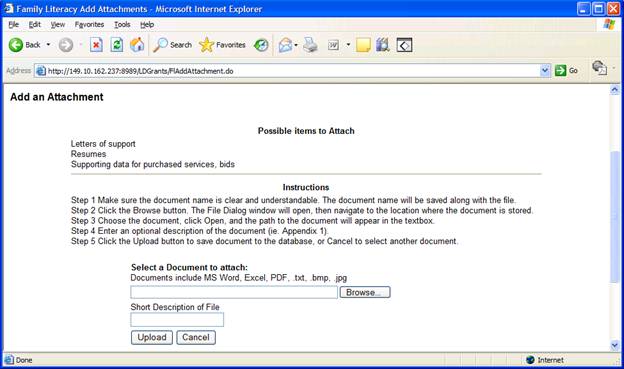 Family Literacy Add Attachments - Microsoft Internet Explorer
File Edit View Favorites Tools Help
Back Search Favorites
Address http://149.10.162.237:8989/LDGrants/FlAddAttachment.do Go
Add an Attachment
Possible items to Attach
Letters of support
Resumes
Supporting data for purchased services, bids
Instructions
Step 1 Make sure the document name is clear and understandable. The document name will be saved along with the file.
Step 2 Click the Browse button. The File Dialog window will open, then navigate to the location where the document is stored.
Step 3 Choose the document, click Open, and the path to the document will appear in the textbox.
Step 4 Enter an optional description of the document (ie. Appendix 1).
Step 5 Click the Upload button to save document to the database, or Cancel to select another document.
Select a Document to attach:
Documents include MS Word, Excel, PDF, .txt, .bmp, .jpg
Browse...
Short Description of File
Upload Cancel
Done Internet